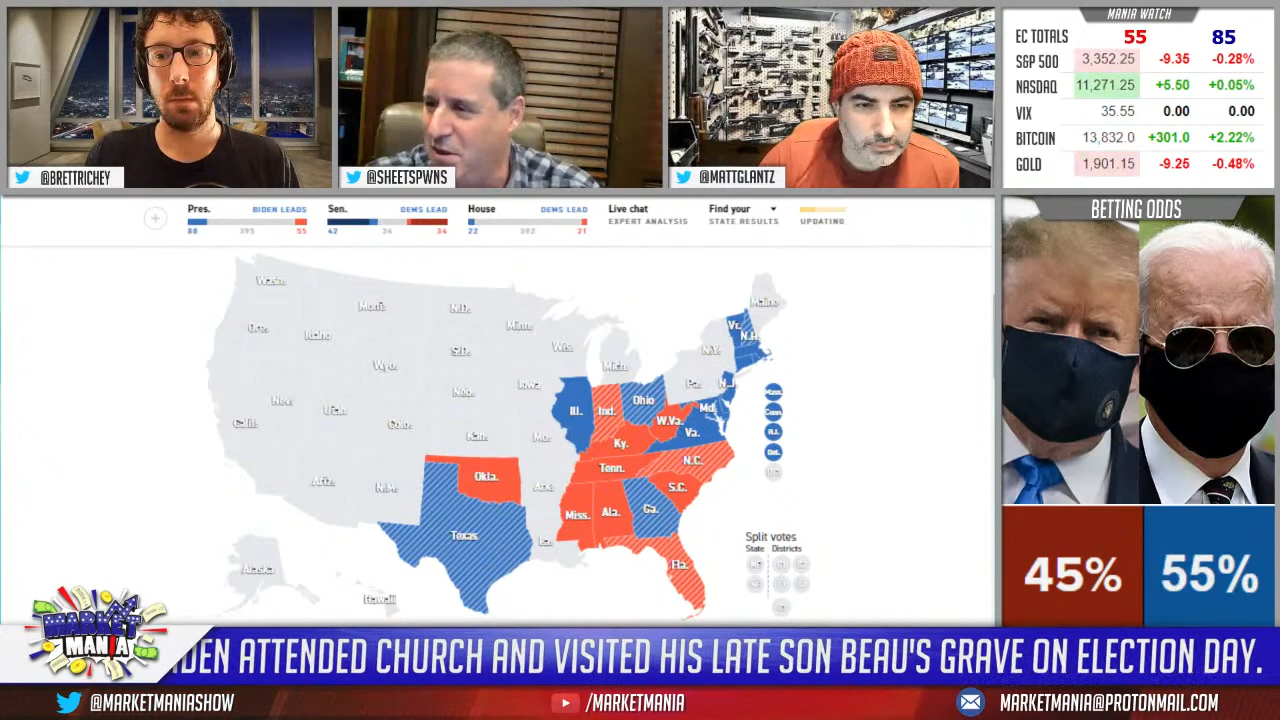 @BRETTRICHEY
@SHEETSPWNS
@MATTGLANTZ
MANIA WATCH
EC TOTALS 55 85
S&P 500 3,352.25 -9.35 -0.28%
NASDAQ 11,271.25 +5.50 +0.05%
VIX 35.55 0.00 0.00
BITCOIN 13,832.0 +301.0 +2.22%
GOLD 1,901.15 -9.25 -0.48%
Pres. BIDEN LEADS
Sen. DEMS LEAD
42 24 34
House DEMS LEAD
22 392 21
Live chat
EXPERT ANALYSIS
Find your
STATE RESULTS
UPDATING
BETTING ODDS
Wash.
Mont.
N.D.
Minn.
Maine
Ore.
Idaho
S.D.
Wis.
Mich.
N.Y.
Vt.
N.H.
Wyo.
Neb.
Iowa
Pa.
N.J.
Nev.
Utah
Colo.
Kan.
Mo.
Ill.
Ind.
Ohio
W.Va.
Md.
Va.
Calif.
Ky.
Mass.
Conn.
R.I.
Del.
Ariz.
N.M.
Okla.
Ark.
Tenn.
N.C.
S.C.
Texas
La.
Miss.
Ala.
Ga.
Fla.
Alaska
Hawaii
Split votes
State Districts
45% 55%
MARKET
MANIA
IDEN ATTENDED CHURCH AND VISITED HIS LATE SON BEAU'S GRAVE ON ELECTION DAY.
@MARKETMANIASHOW
/MARKETMANIA
MARKETMANIA@PROTONMAIL.COM